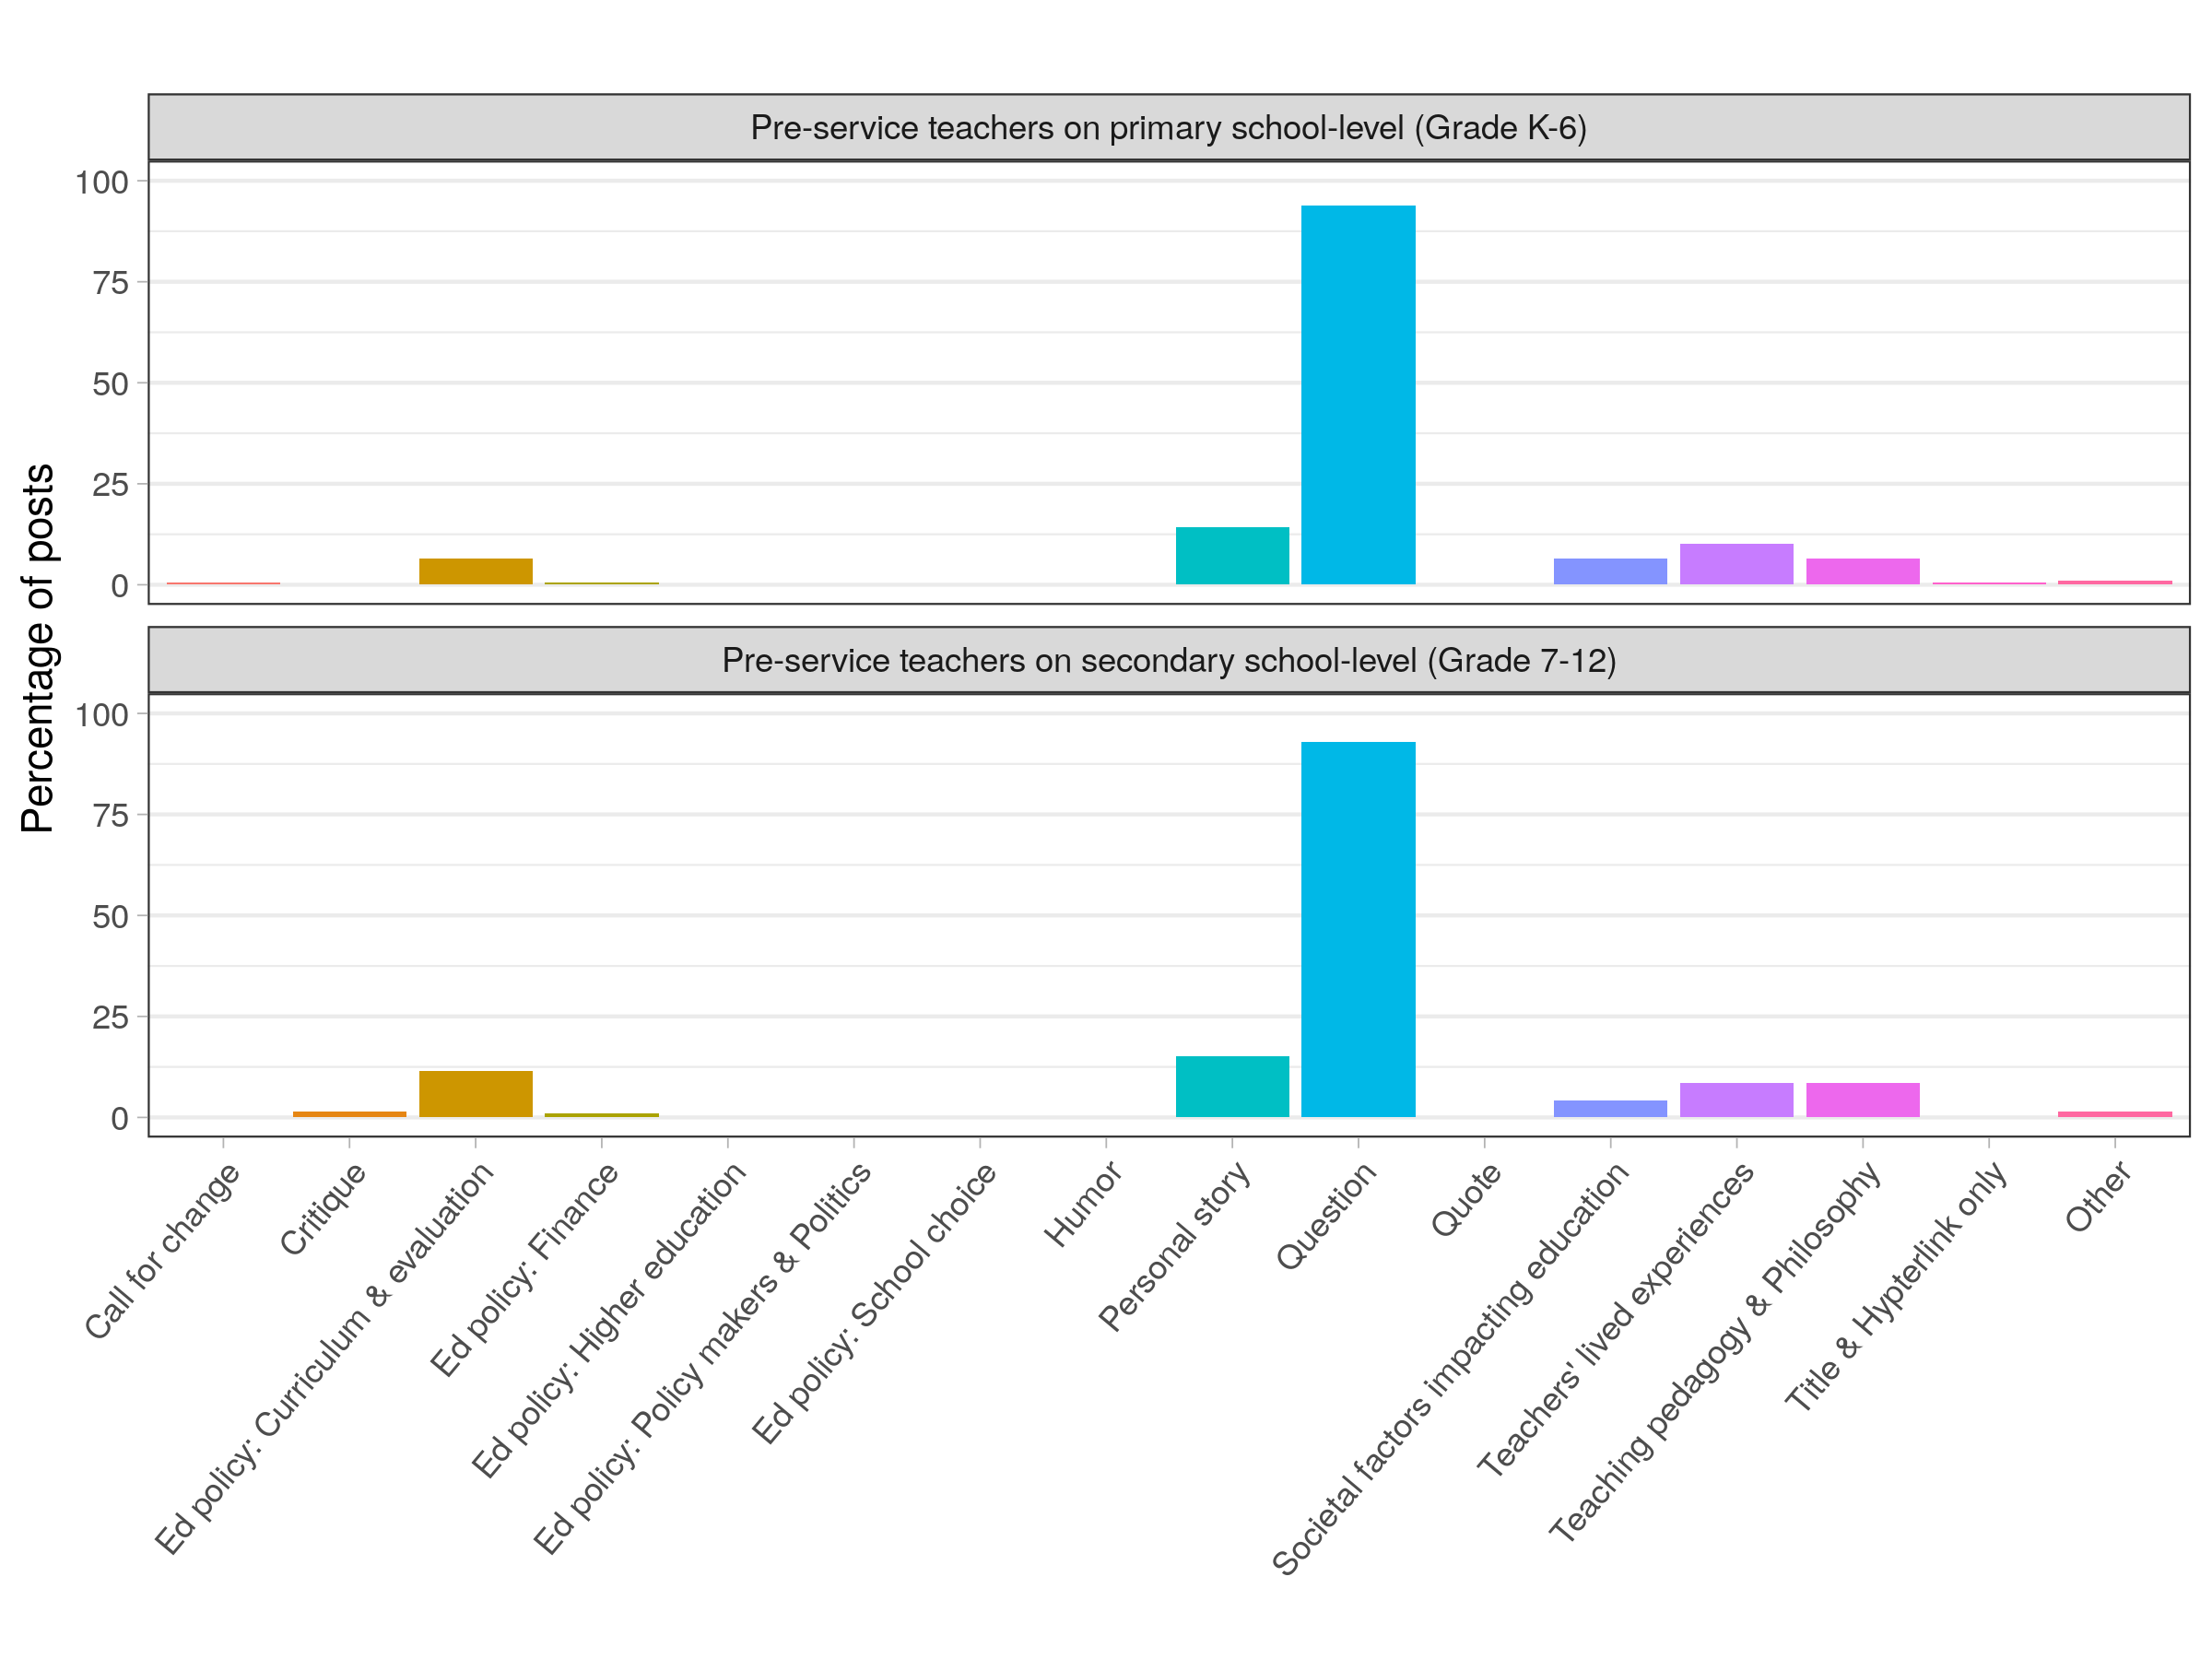 Pre-service teachers on primary school-level (Grade K-6)
100
75
50
25
0
Percentage of posts
Pre-service teachers on secondary school-level (Grade 7-12)
100
75
50
25
0
Call for change
Critique
Ed policy: Curriculum & evaluation
Ed policy: Finance
Ed policy: Higher education
Ed policy: Policy makers & Politics
Ed policy: School choice
Humor
Personal story
Question
Quote
Societal factors impacting education
Teachers' lived experiences
Teaching pedagogy & Philosophy
Title & Hypterlink only
Other